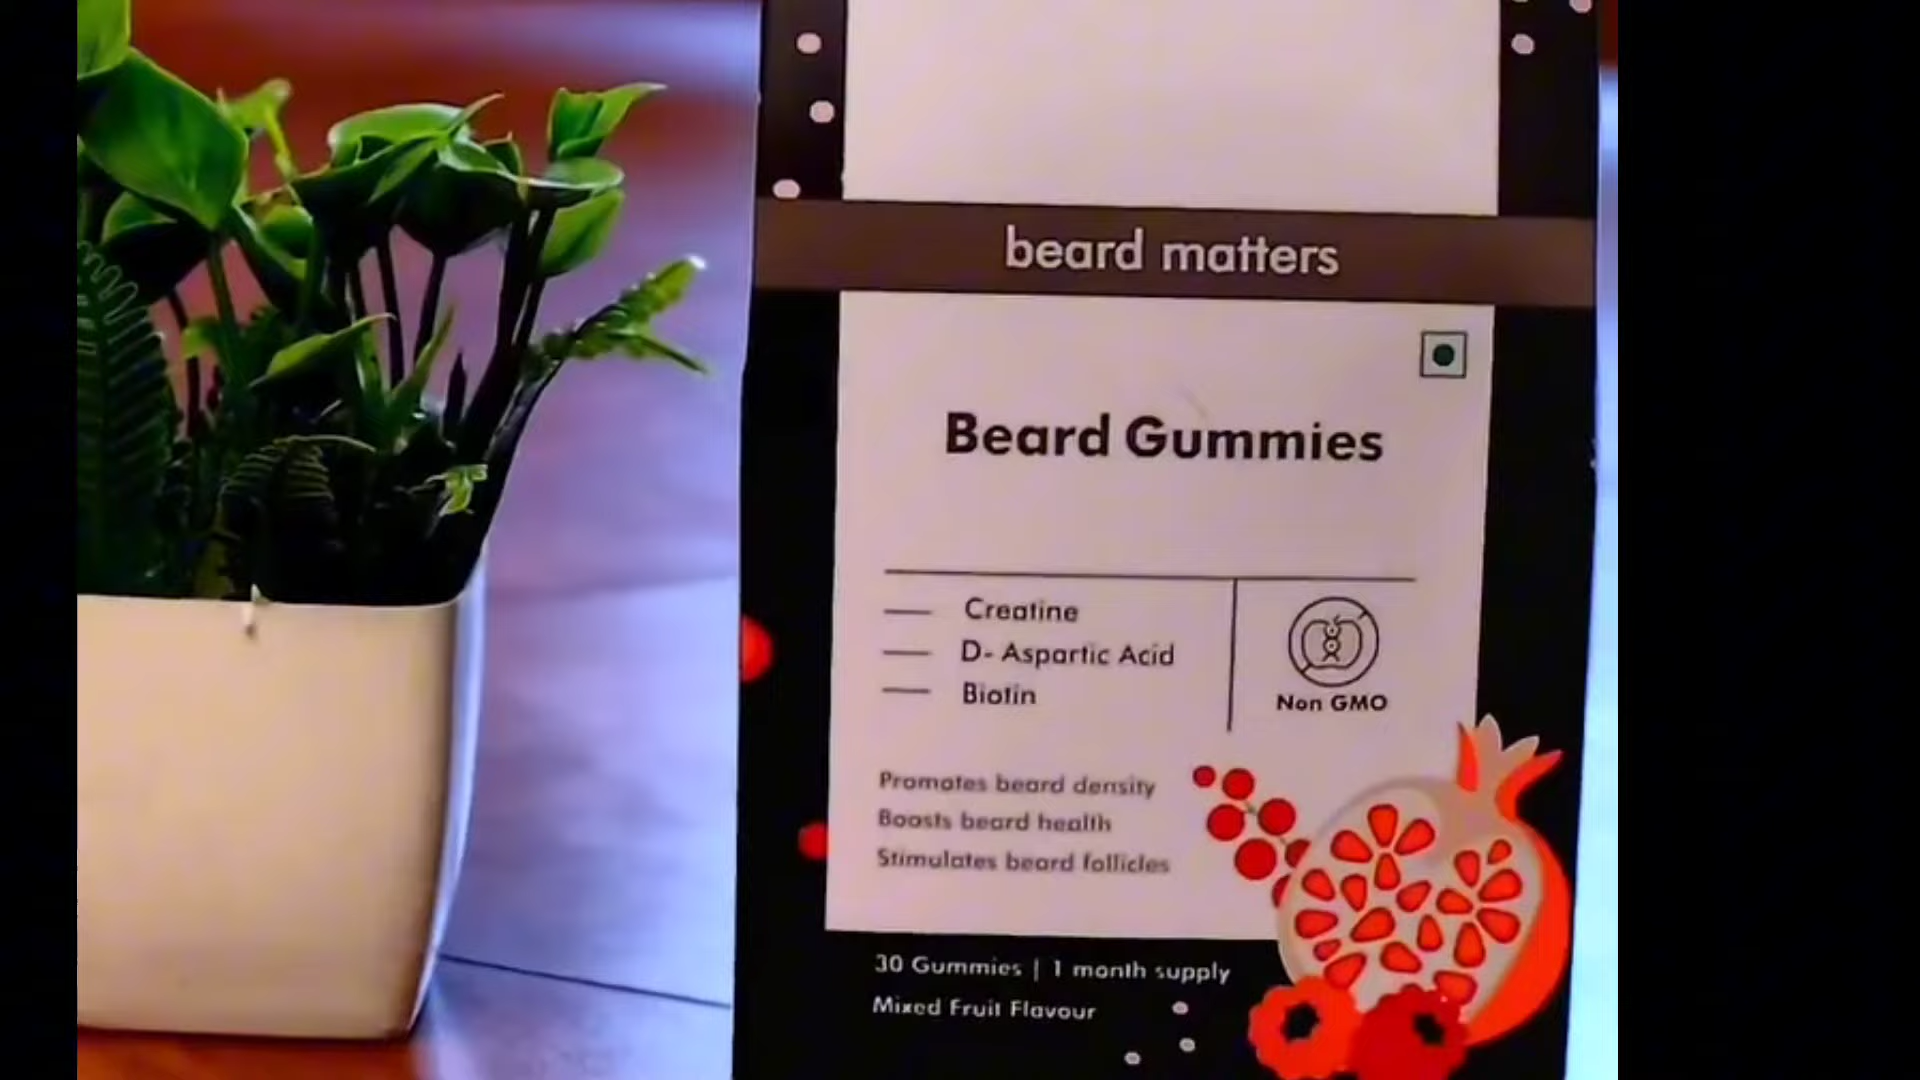 beard matters
Beard Gummies
Creatine
D- Aspartic Acid
Biotin
Non GMO
Promotes beard density
Boosts beard health
Stimulates beard follicles
30 Gummies | 1 month supply
Mixed Fruit Flavour